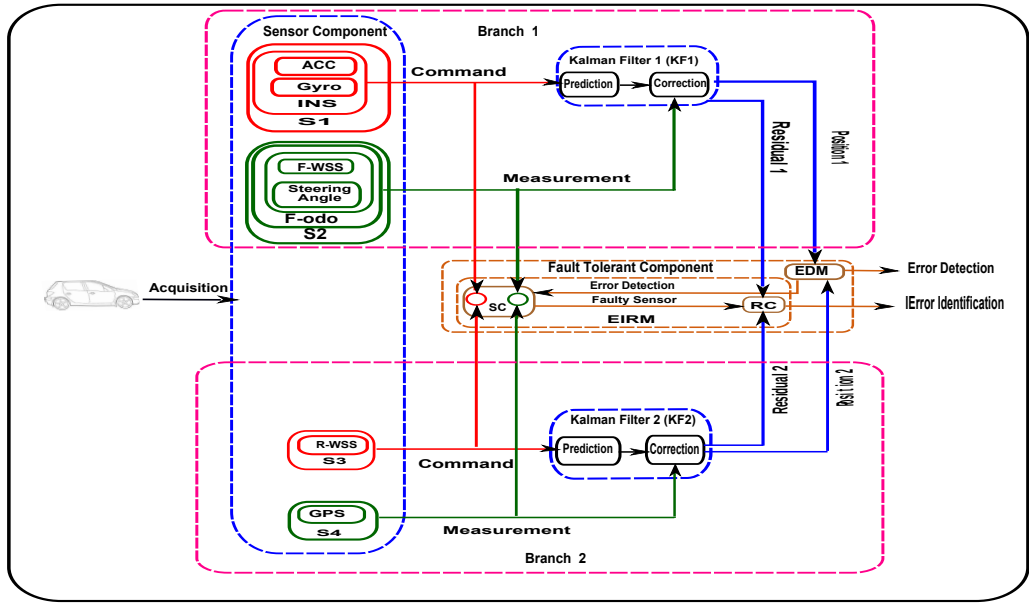 Sensor Component
Branch 1
ACC
Gyro
INS
S1
Command
Kalman Filter 1 (KF1)
Prediction
Correction
F-WSS
Steering
Angle
F-odo
S2
Measurement
Residual 1
Position 1
Acquisition
Fault Tolerant Component
EDM
Error Detection
Error Detection
SC
Faulty Sensor
RC
IError Identification
EIRM
Residual 2
Position 2
Kalman Filter 2 (KF2)
Prediction
Correction
R-WSS
S3
Command
GPS
S4
Measurement
Branch 2